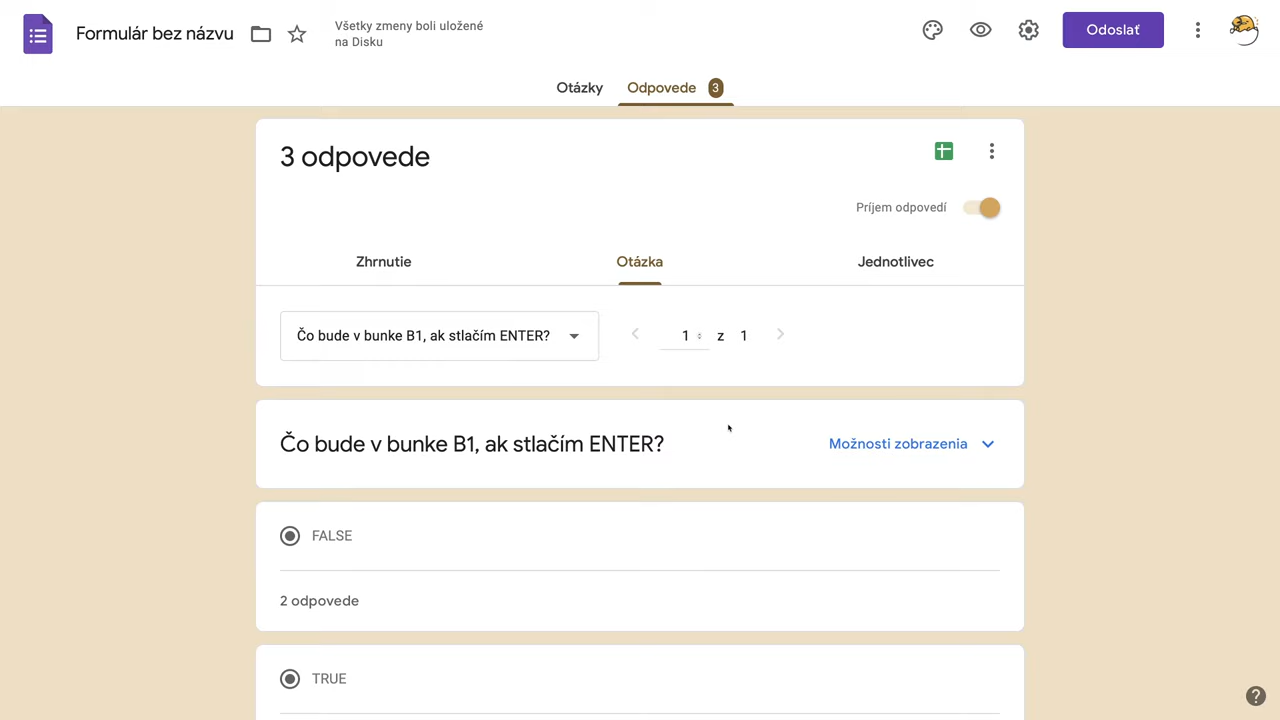 Formulár bez názvu
Všetky zmeny boli uložené
na Disku
Odoslať
Otázky
Odpovede 3
3 odpovede
Príjem odpovedí
Zhrnutie
Otázka
Jednotlivec
Čo bude v bunke B1, ak stlačím ENTER?
1 z 1
Čo bude v bunke B1, ak stlačím ENTER?
Možnosti zobrazenia
FALSE
2 odpovede
TRUE